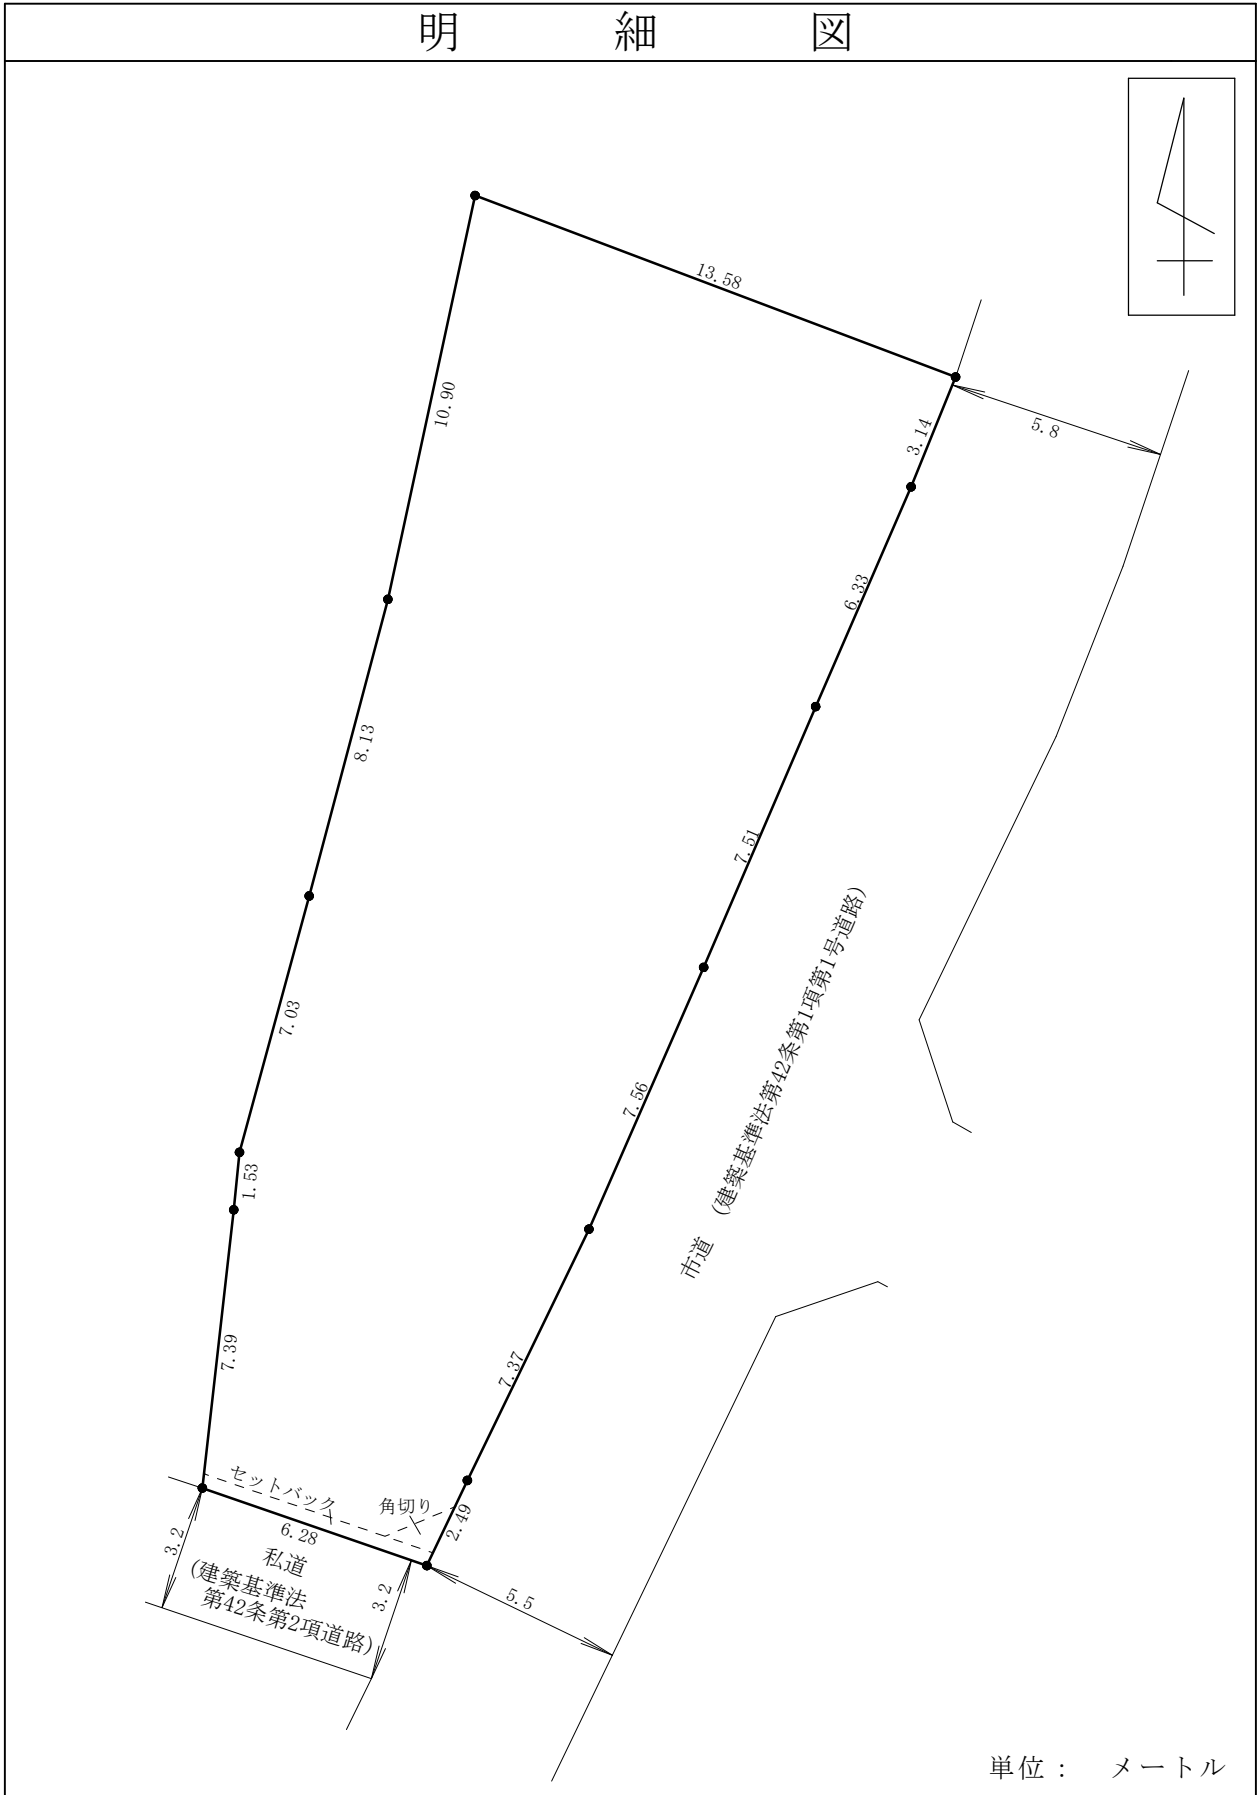 明細図
13.58
10.90
3.14
5.8
6.33
8.13
7.51
7.03
7.56
1.53
市道 (建築基準法第42条第1項第1号道路)
7.39
7.37
セットバック
角切り
2.49
6.28
3.2
私道
(建築基準法
第42条第2項道路)
3.2
5.5
単位： メートル